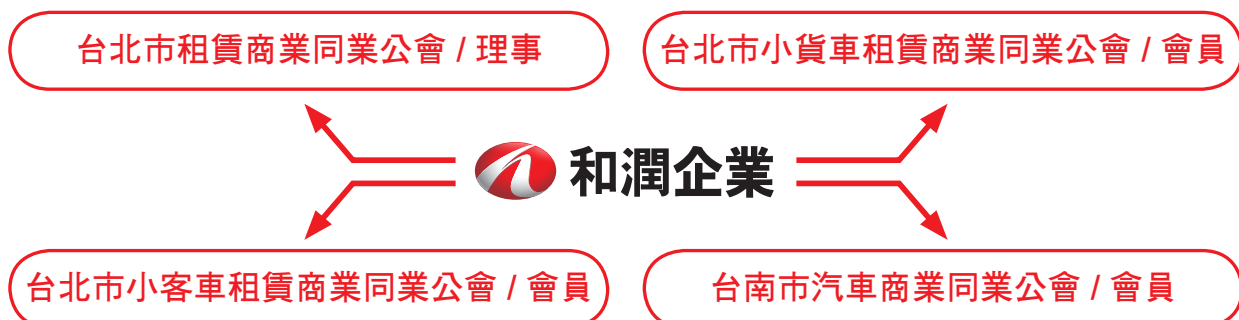 台北市租賃商業同業公會 / 理事
台北市小貨車租賃商業同業公會 / 會員
和潤企業
台北市小客車租賃商業同業公會 / 會員
台南市汽車商業同業公會 / 會員